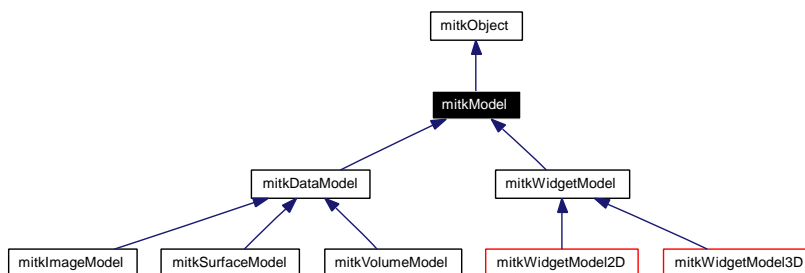 mitkObject
mitkModel
mitkDataModel
mitkWidgetModel
mitkImageModel
mitkSurfaceModel
mitkVolumeModel
mitkWidgetModel2D
mitkWidgetModel3D